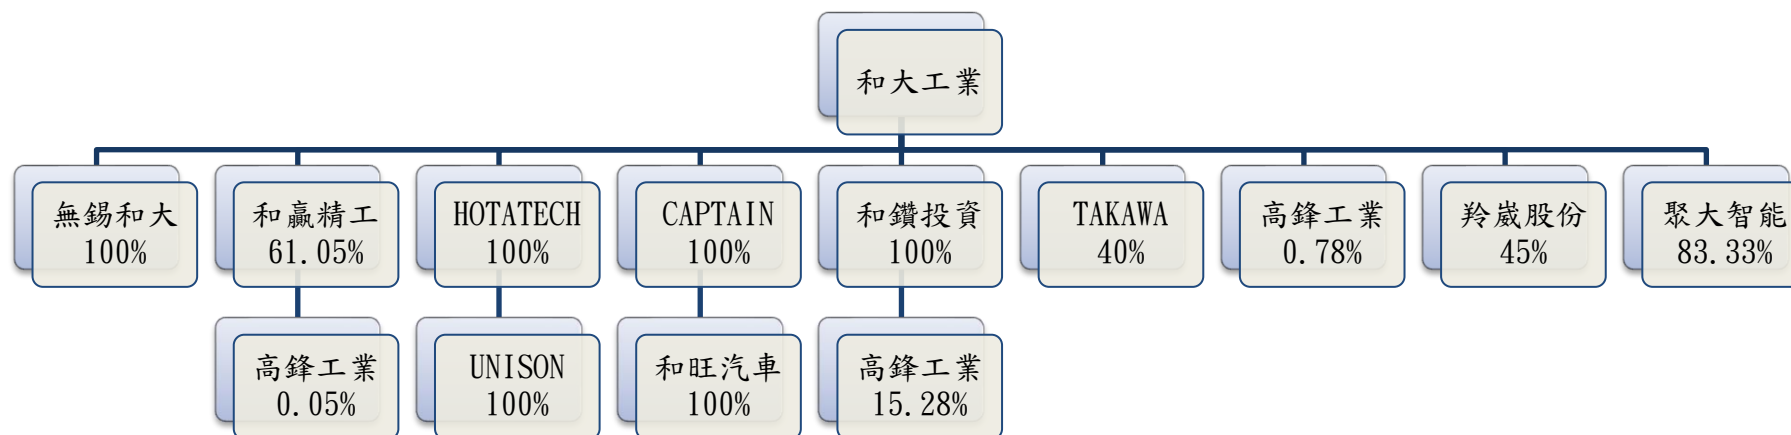 和大工業
無錫和大
100%
和贏精工
61.05%
HOTATECH
100%
CAPTAIN
100%
和鑽投資
100%
TAKAWA
40%
高鋒工業
0.78%
羚崴股份
45%
聚大智能
83.33%
高鋒工業
0.05%
UNISON
100%
和旺汽車
100%
高鋒工業
15.28%